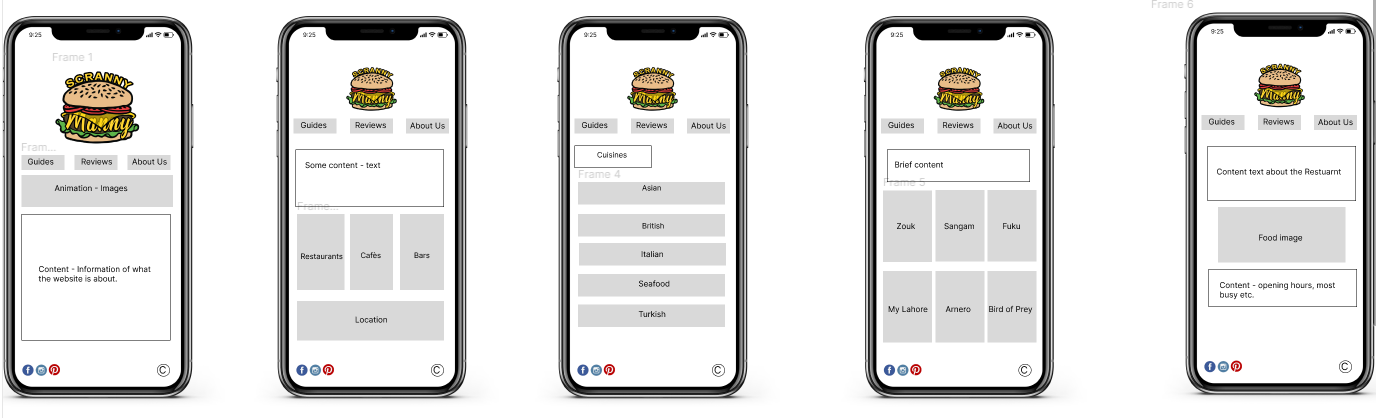 Frame 6
9:25
Frame 1
SCRANNY
Manny
Fram...
Guides
Reviews
About Us
Animation - Images
Content - Information of what
the website is about.
f
C
9:25
SCRANNY
Manny
Guides
Reviews
About Us
Some content - text
Frame...
Restaurants
Cafès
Bars
Location
f
C
9:25
SCRANNY
Manny
Guides
Reviews
About Us
Cuisines
Frame 4
Asian
British
Italian
Seafood
Turkish
f
C
9:25
SCRANNY
Manny
Guides
Reviews
About Us
Brief content
Frame 5
Zouk
Sangam
Fuku
My Lahore
Arnero
Bird of Prey
f
C
9:25
SCRANNY
Manny
Guides
Reviews
About Us
Content text about the Restuarnt
Food image
Content - opening hours, most
busy etc.
f
C